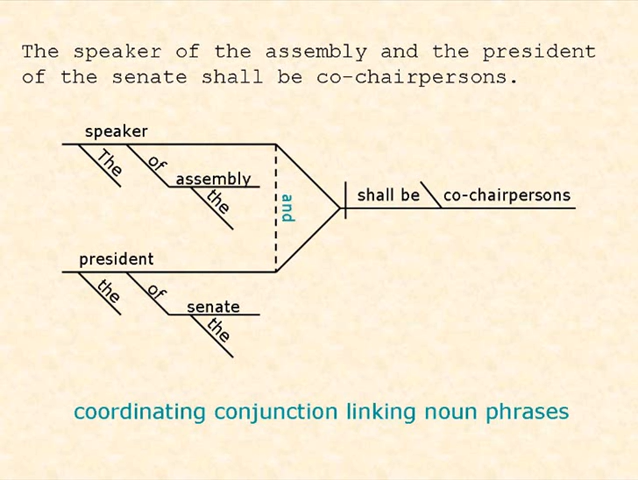 The speaker of the assembly and the president
of the senate shall be co-chairpersons.
speaker
The
of
assembly
the
and
shall be
co-chairpersons
president
the
of
senate
the
coordinating conjunction linking noun phrases